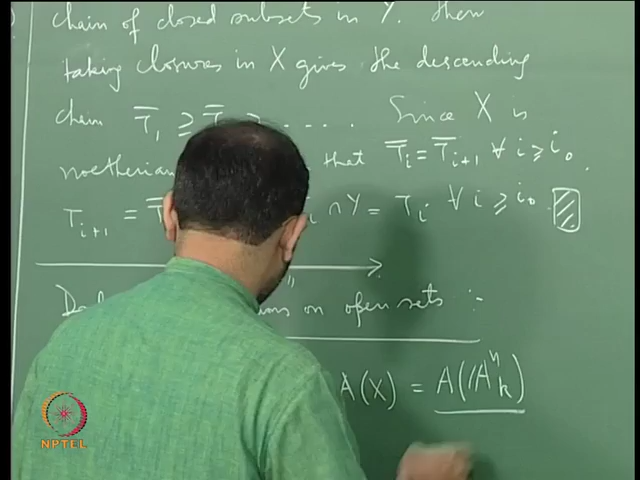 chain of closed subsets in Y. Then
taking closures in X gives the descending
chain T̅₁ ≥ T̅ ≥ ..... Since X is
noetherian that T̅ᵢ = T̅ᵢ₊₁ ∀ i ≥ i₀.
Tᵢ₊₁ = ∩ Y = Tᵢ ∀ i ≥ i₀
on open sets :-
A(X) = A(𝔸ⁿₖ)
NPTEL